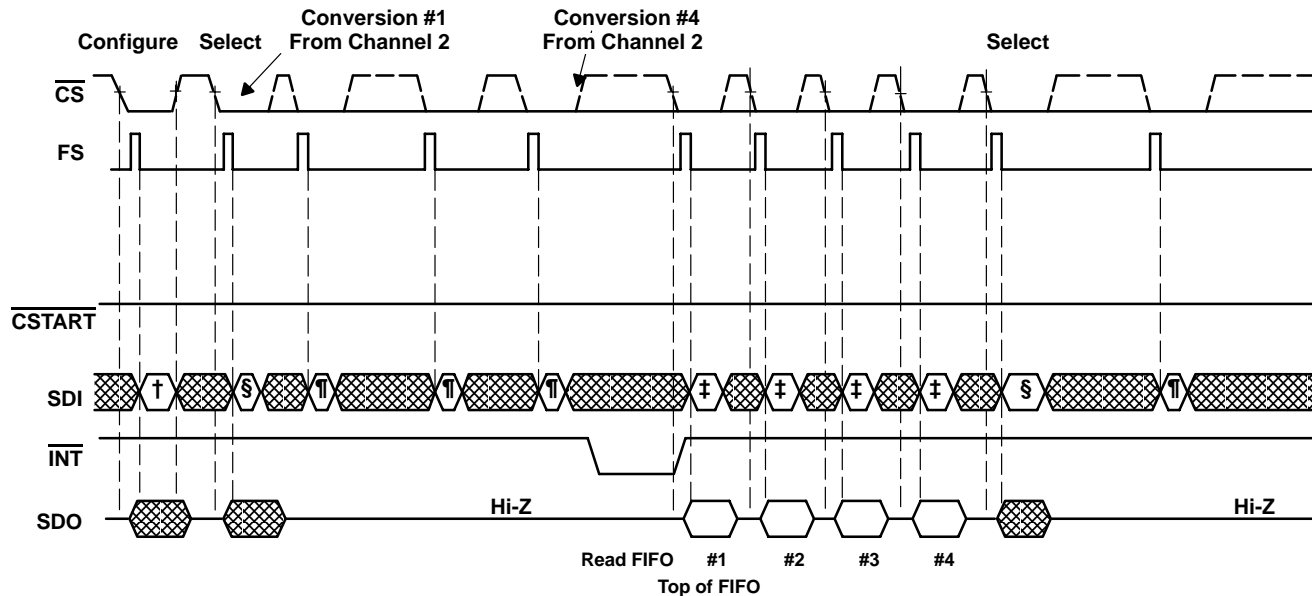 Conversion #1
From Channel 2
Conversion #4
From Channel 2
Configure
Select
Select
CS
FS
CSTART
SDI
† § ¶ ¶ ¶ ‡ ‡ ‡ ‡ § ¶
INT
SDO
Hi-Z
Hi-Z
Read FIFO #1 #2 #3 #4
Top of FIFO